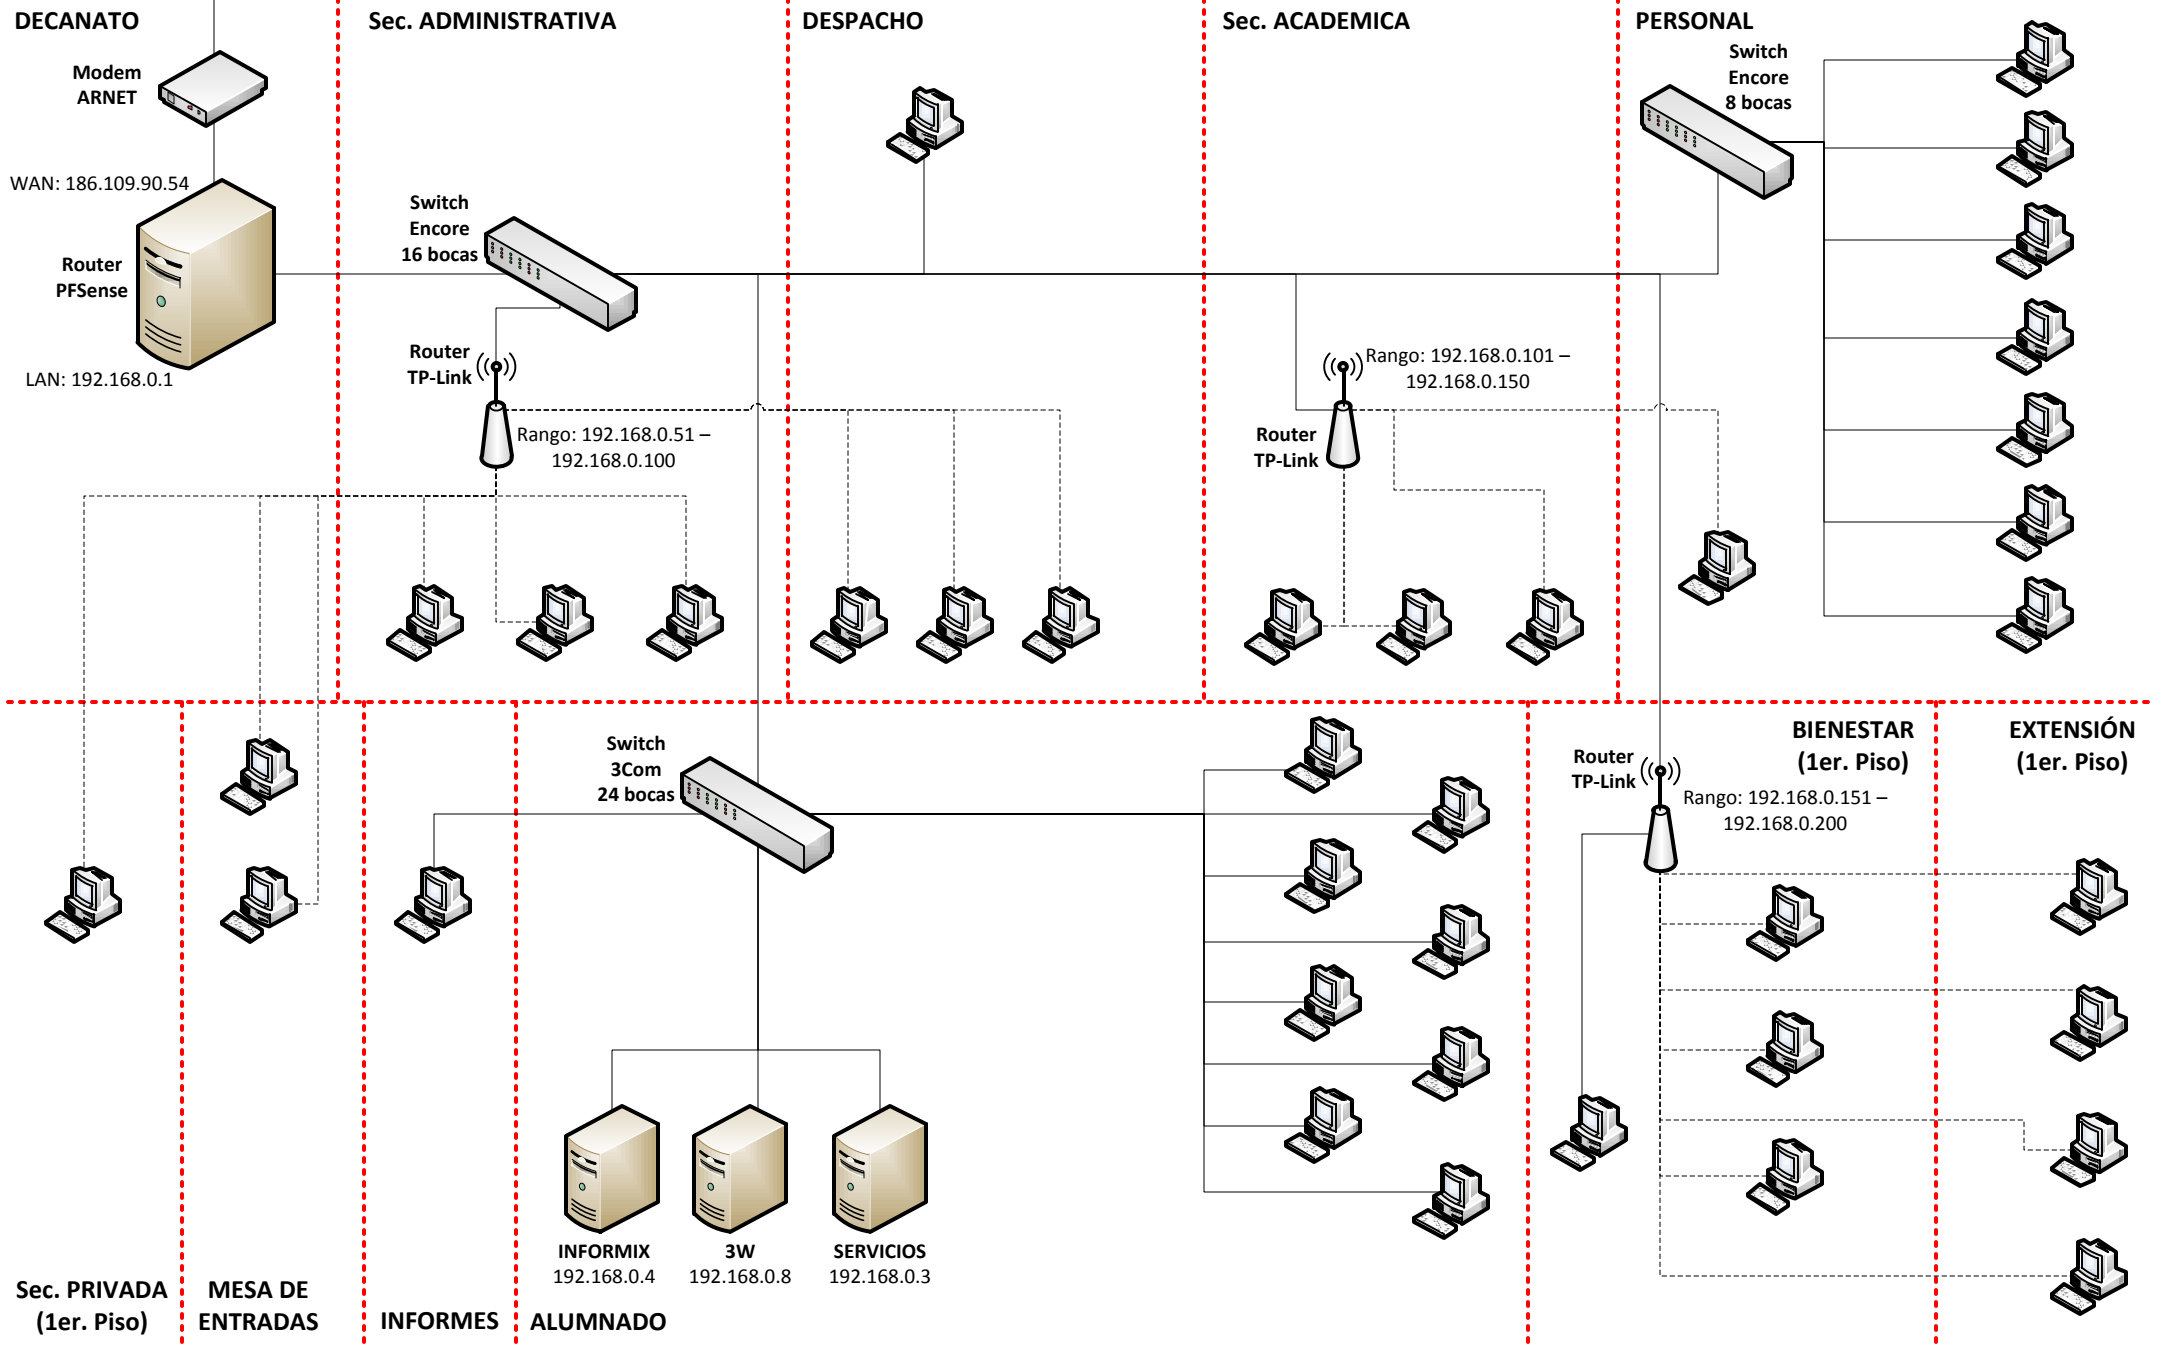 DECANATO
Modem
ARNET
WAN: 186.109.90.54
Router
PFSense
LAN: 192.168.0.1
Sec. ADMINISTRATIVA
Switch
Encore
16 bocas
Router
TP-Link
Rango: 192.168.0.51 –
192.168.0.100
DESPACHO
Sec. ACADEMICA
Rango: 192.168.0.101 –
192.168.0.150
Router
TP-Link
PERSONAL
Switch
Encore
8 bocas
Sec. PRIVADA
(1er. Piso)
MESA DE
ENTRADAS
INFORMES
Switch
3Com
24 bocas
INFORMIX
192.168.0.4
3W
192.168.0.8
SERVICIOS
192.168.0.3
ALUMNADO
BIENESTAR
(1er. Piso)
Router
TP-Link
Rango: 192.168.0.151 –
192.168.0.200
EXTENSIÓN
(1er. Piso)